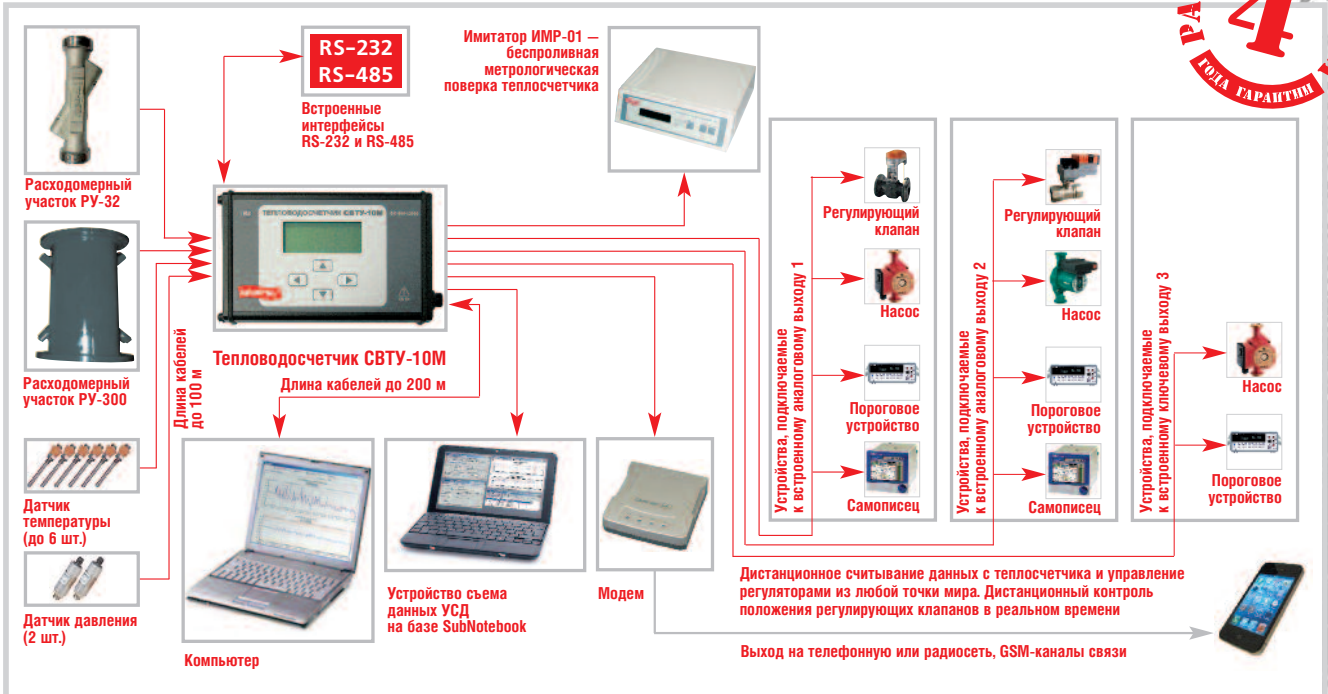 RS-232
RS-485
Встроенные
интерфейсы
RS-232 и RS-485
Имитатор ИМР-01 —
беспроливная
метрологическая
поверка теплосчетчика
4
ГОДА ГАРАНТИИ
Расходомерный
участок РУ-32
Расходомерный
участок РУ-300
Датчик
температуры
(до 6 шт.)
Датчик давления
(2 шт.)
Длина кабелей
до 100 м
ТЕПЛОВОДОСЧЕТЧИК СВТУ-10М
Тепловодосчетчик СВТУ-10М
Длина кабелей до 200 м
Компьютер
Устройство съема
данных УСД
на базе SubNotebook
Модем
Устройства, подключаемые
к встроенному аналоговому выходу 1
Регулирующий
клапан
Насос
Пороговое
устройство
Самописец
Устройства, подключаемые
к встроенному аналоговому выходу 2
Регулирующий
клапан
Насос
Пороговое
устройство
Самописец
Устройства, подключаемые
к встроенному ключевому выходу 3
Насос
Пороговое
устройство
Дистанционное считывание данных с теплосчетчика и управление
регуляторами из любой точки мира. Дистанционный контроль
положения регулирующих клапанов в реальном времени
Выход на телефонную или радиосеть, GSM-каналы связи